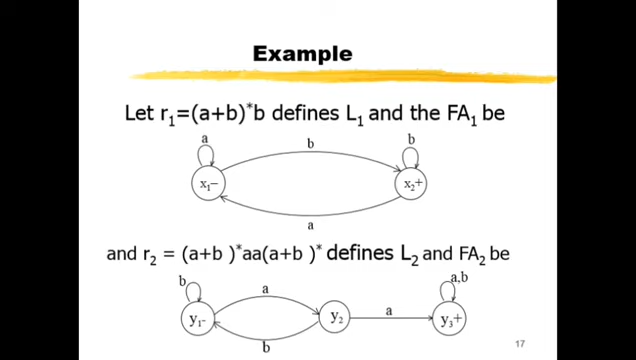 Example
Let r₁=(a+b)*b defines L₁ and the FA₁ be
a
b
b
x₁–
x₂+
a
and r₂ = (a+b )*aa(a+b )* defines L₂ and FA₂ be
b
a
a,b
y₁-
y₂
a
y₃+
b
17